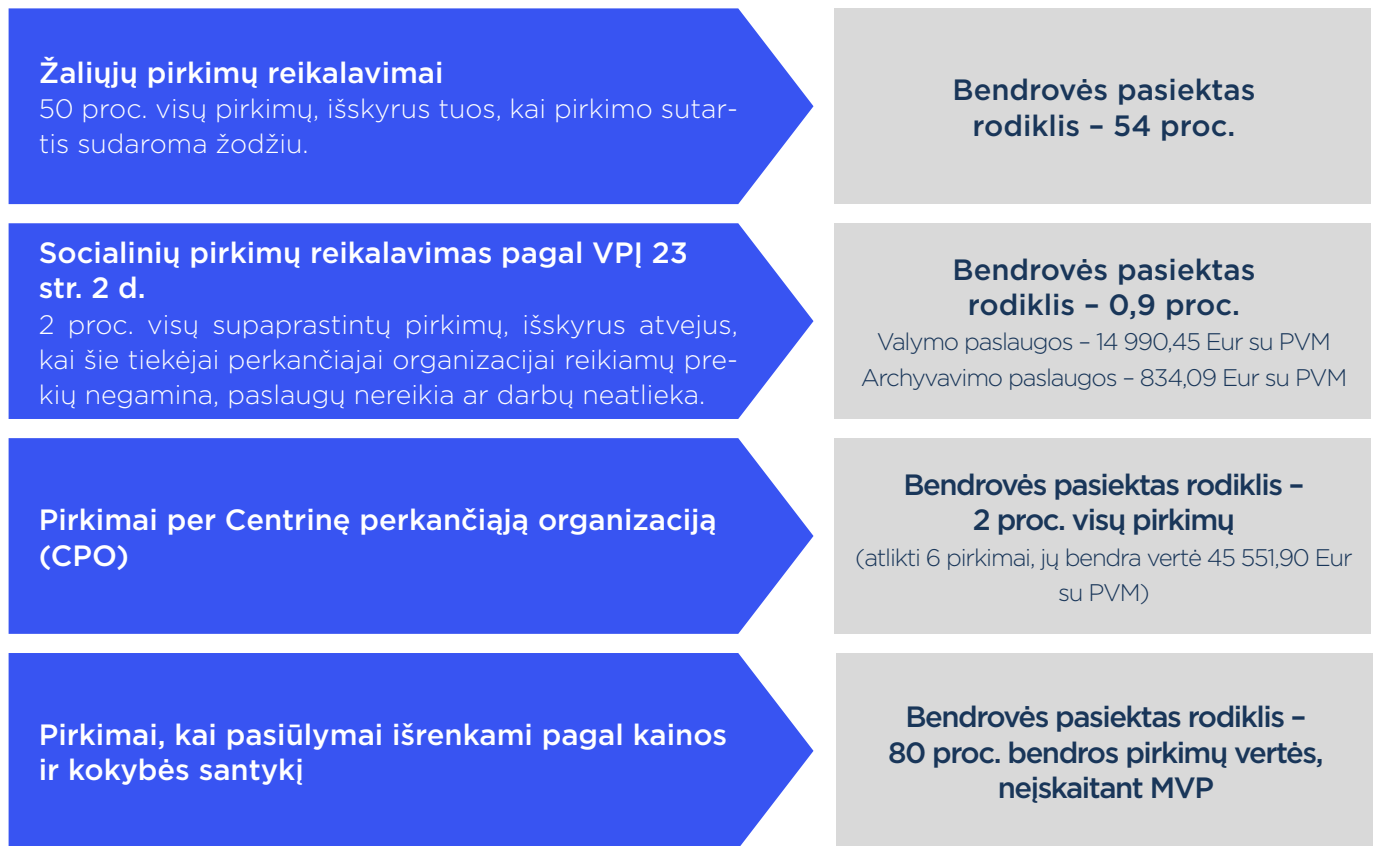 Žaliųjų pirkimų reikalavimai
50 proc. visų pirkimų, išskyrus tuos, kai pirkimo sutar-
tis sudaroma žodžiu.
Bendrovės pasiektas
rodiklis – 54 proc.
Socialinių pirkimų reikalavimas pagal VPĮ 23
str. 2 d.
2 proc. visų supaprastintų pirkimų, išskyrus atvejus,
kai šie tiekėjai perkančiajai organizacijai reikiamų pre-
kių negamina, paslaugų nereikia ar darbų neatlieka.
Bendrovės pasiektas
rodiklis – 0,9 proc.
Valymo paslaugos – 14 990,45 Eur su PVM
Archyvavimo paslaugos – 834,09 Eur su PVM
Pirkimai per Centrinę perkančiąją organizaciją
(CPO)
Bendrovės pasiektas rodiklis –
2 proc. visų pirkimų
(atlikti 6 pirkimai, jų bendra vertė 45 551,90 Eur
su PVM)
Pirkimai, kai pasiūlymai išrenkami pagal kainos
ir kokybės santykį
Bendrovės pasiektas rodiklis –
80 proc. bendros pirkimų vertės,
neįskaitant MVP